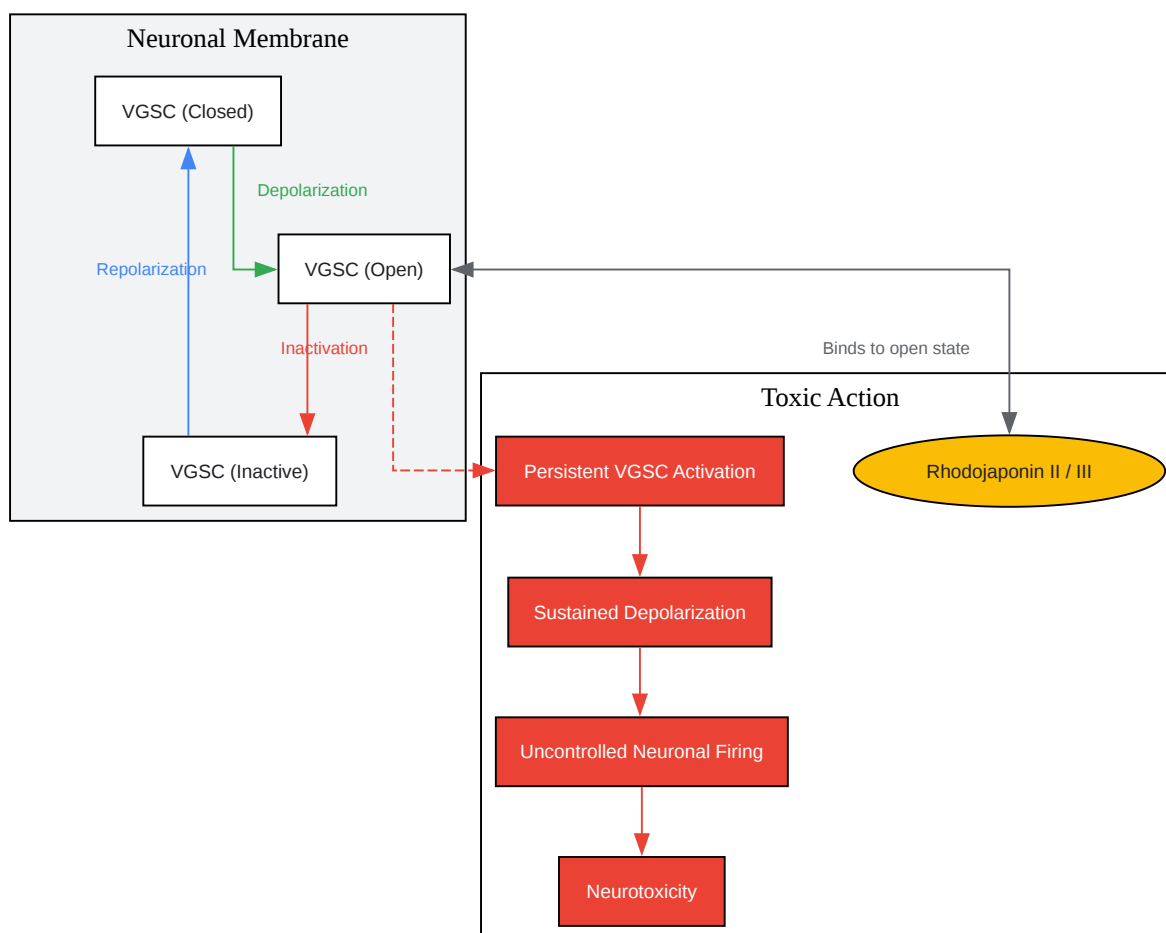 Neuronal Membrane
VGSC (Closed)
Depolarization
Repolarization
VGSC (Open)
Inactivation
Binds to open state
Toxic Action
VGSC (Inactive)
Persistent VGSC Activation
Rhodojaponin II / III
Sustained Depolarization
Uncontrolled Neuronal Firing
Neurotoxicity